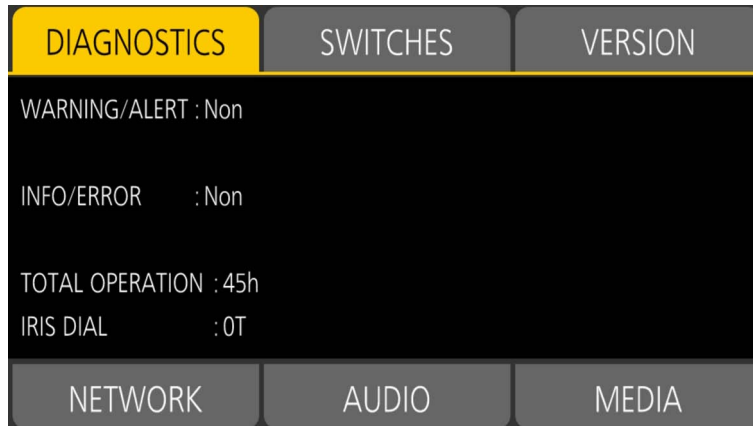 DIAGNOSTICS SWITCHES VERSION
WARNING/ALERT : Non
INFO/ERROR : Non
TOTAL OPERATION : 45h
IRIS DIAL : 0T
NETWORK AUDIO MEDIA